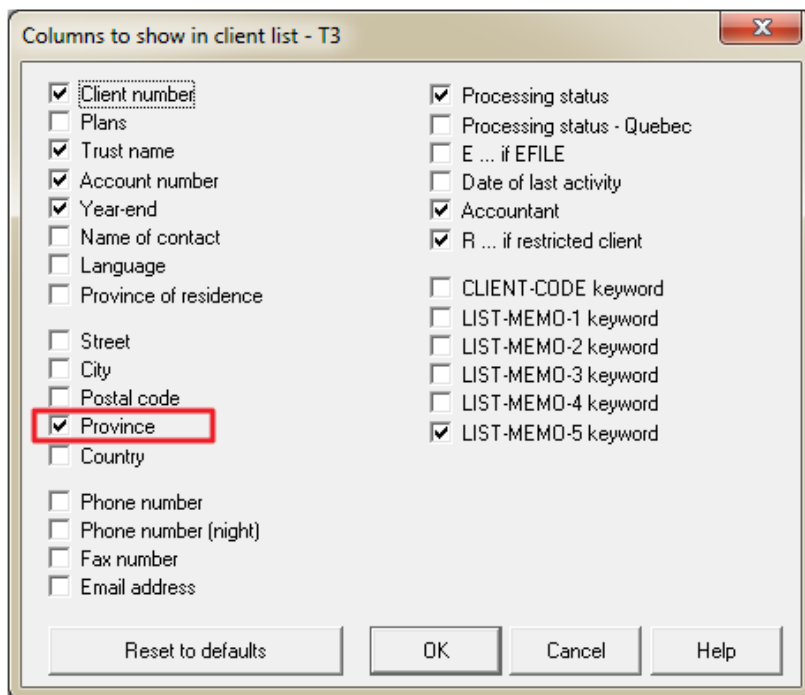 Columns to show in client list - T3
Client number
Plans
Trust name
Account number
Year-end
Name of contact
Language
Province of residence
Street
City
Postal code
Province
Country
Phone number
Phone number (night)
Fax number
Email address
Processing status
Processing status - Quebec
E ... if EFILE
Date of last activity
Accountant
R ... if restricted client
CLIENT-CODE keyword
LIST-MEMO-1 keyword
LIST-MEMO-2 keyword
LIST-MEMO-3 keyword
LIST-MEMO-4 keyword
LIST-MEMO-5 keyword
Reset to defaults
OK
Cancel
Help